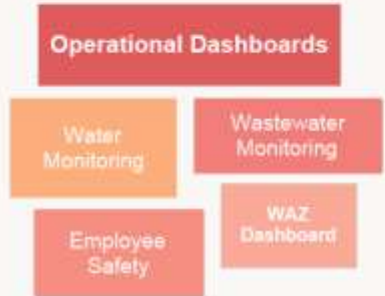 Operational Dashboards
Water
Monitoring
Wastewater
Monitoring
Employee
Safety
WAZ
Dashboard